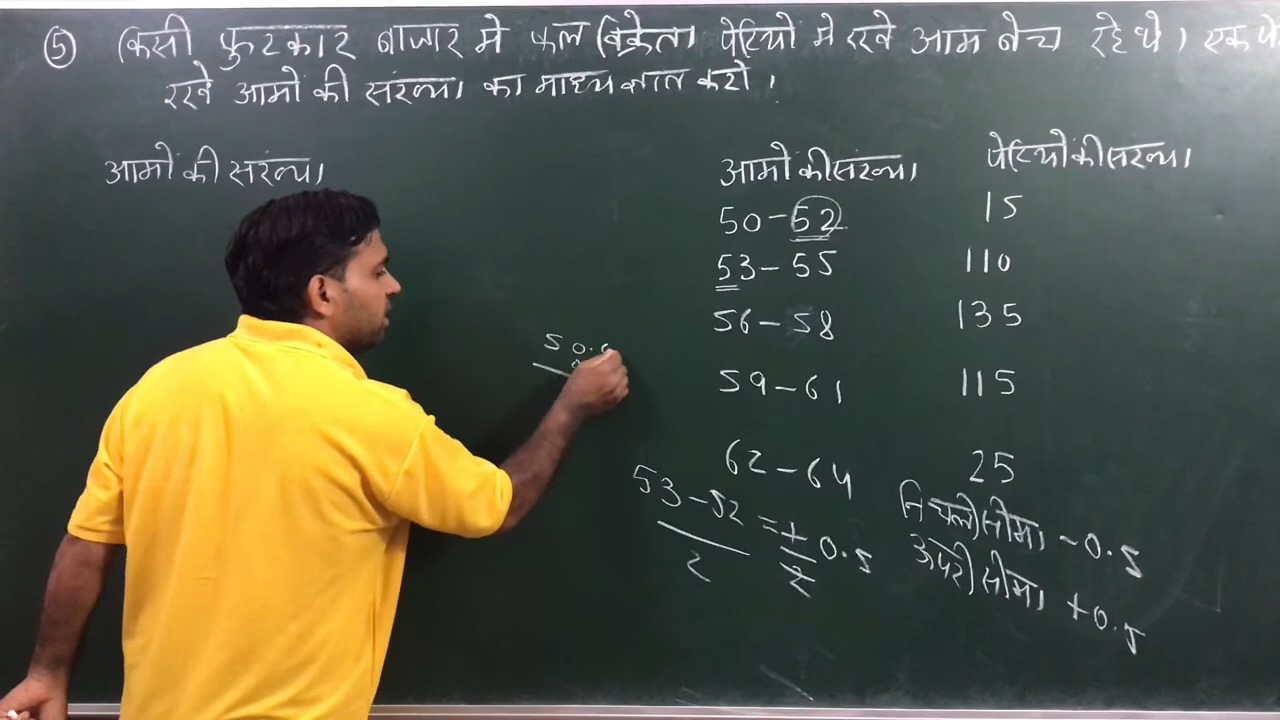 ⑤ किसी फुटकार बाजार मे फल विक्रेता पेटियो मे रखे आम बेच रहे थे। एक पे
रखे आमो की संख्या का माध्य ज्ञात करो।
आमों की संख्या
आमों की संख्या पेटियों की संख्या
50-52 15
53-55 110
56-58 135
59-61 115
62-64 25
50.
53-52 = 1 0.5
2 2
निचली सीमा -0.5
ऊपरी सीमा +0.5